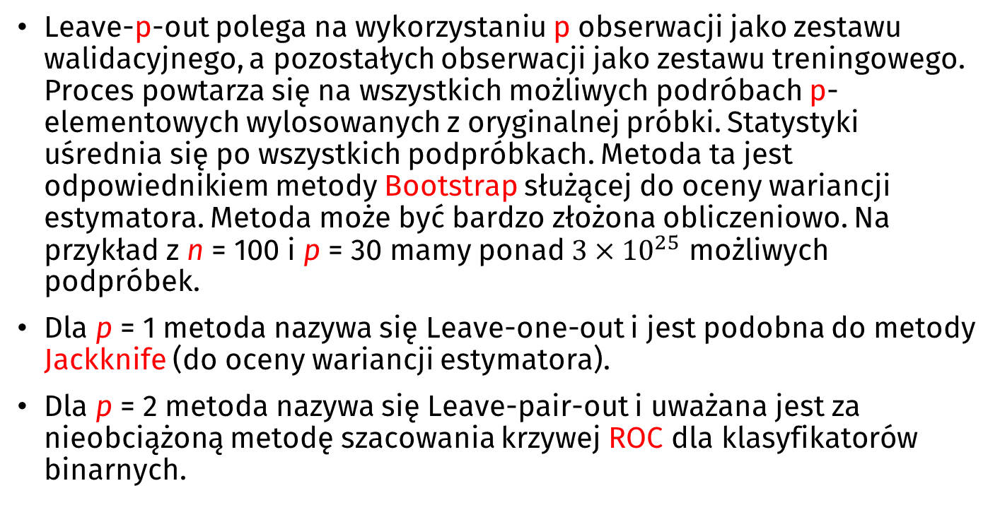 • Leave-p-out polega na wykorzystaniu p obserwacji jako zestawu
walidacyjnego, a pozostałych obserwacji jako zestawu treningowego.
Proces powtarza się na wszystkich możliwych podróbach p-
elementowych wylosowanych z oryginalnej próbki. Statystyki
uśrednia się po wszystkich podpróbkach. Metoda ta jest
odpowiednikiem metody Bootstrap służącej do oceny wariancji
estymatora. Metoda może być bardzo złożona obliczeniowo. Na
przykład z n = 100 i p = 30 mamy ponad 3 × 10²⁵ możliwych
podpróbek.
• Dla p = 1 metoda nazywa się Leave-one-out i jest podobna do metody
Jackknife (do oceny wariancji estymatora).
• Dla p = 2 metoda nazywa się Leave-pair-out i uważana jest za
nieobciążoną metodę szacowania krzywej ROC dla klasyfikatorów
binarnych.